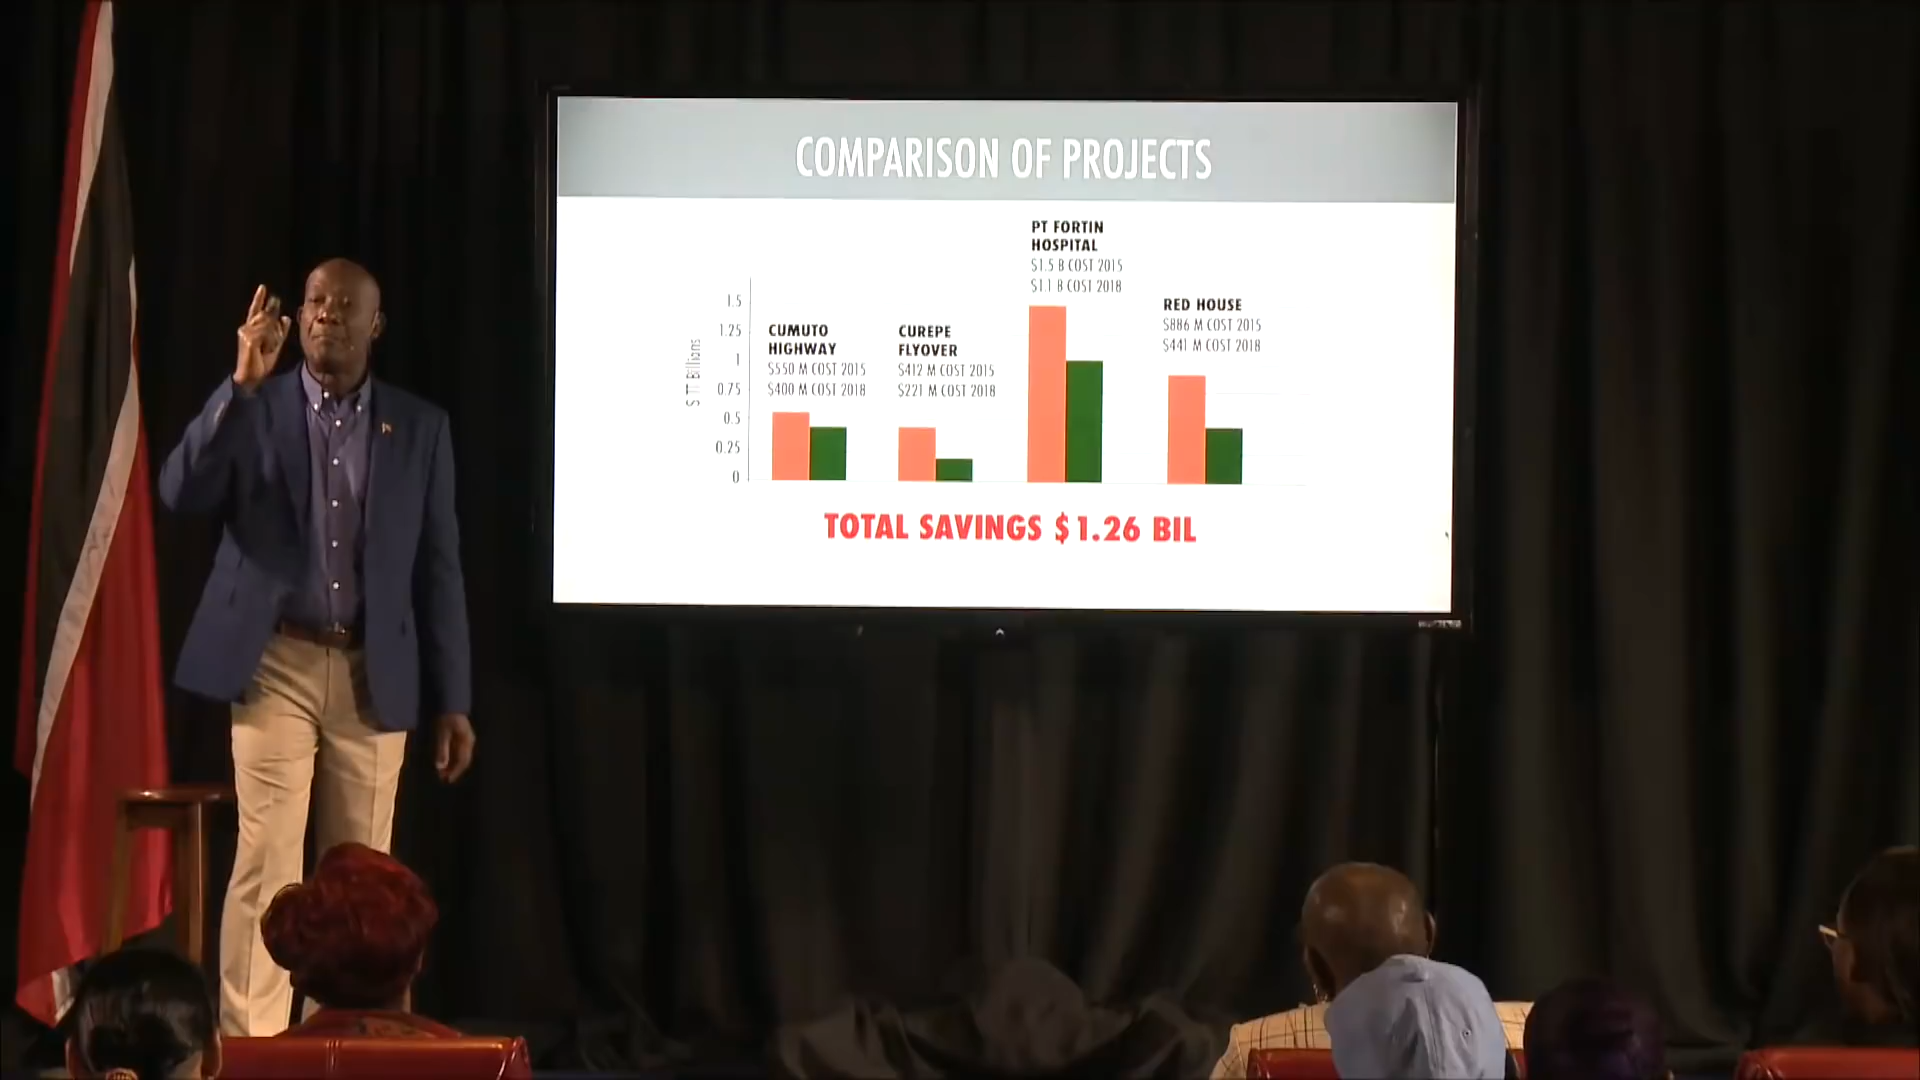 COMPARISON OF PROJECTS
PT FORTIN
HOSPITAL
$1.5 B COST 2015
$1.1 B COST 2018
RED HOUSE
$886 M COST 2015
$441 M COST 2018
CUMUTO
HIGHWAY
$550 M COST 2015
$400 M COST 2018
CUREPE
FLYOVER
$412 M COST 2015
$221 M COST 2018
$ TT Billions
1.5
1.25
1
0.75
0.5
0.25
0
TOTAL SAVINGS $1.26 BIL